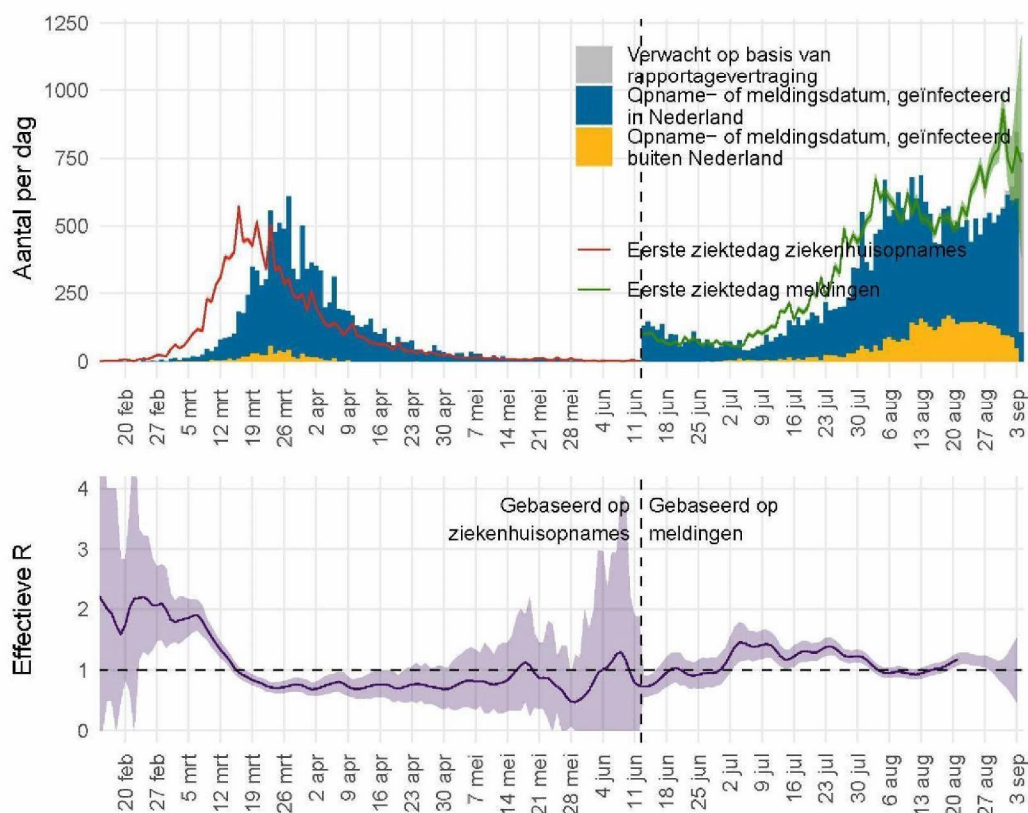 1250
1000
750
500
250
0
Aantal per dag
Verwacht op basis van
rapportagevertraging
Opname- of meldingsdatum, geïnfecteerd
in Nederland
Opname- of meldingsdatum, geïnfecteerd
buiten Nederland
Eerste ziektedag ziekenhuisopnames
Eerste ziektedag meldingen
20 feb
27 feb
5 mrt
12 mrt
19 mrt
26 mrt
2 apr
9 apr
16 apr
23 apr
30 apr
7 mei
14 mei
21 mei
28 mei
4 jun
11 jun
18 jun
25 jun
2 jul
9 jul
16 jul
23 jul
30 jul
6 aug
13 aug
20 aug
27 aug
3 sep
4
3
2
1
0
Effectieve R
Gebaseerd op
ziekenhuisopnames
Gebaseerd op
meldingen
20 feb
27 feb
5 mrt
12 mrt
19 mrt
26 mrt
2 apr
9 apr
16 apr
23 apr
30 apr
7 mei
14 mei
21 mei
28 mei
4 jun
11 jun
18 jun
25 jun
2 jul
9 jul
16 jul
23 jul
30 jul
6 aug
13 aug
20 aug
27 aug
3 sep